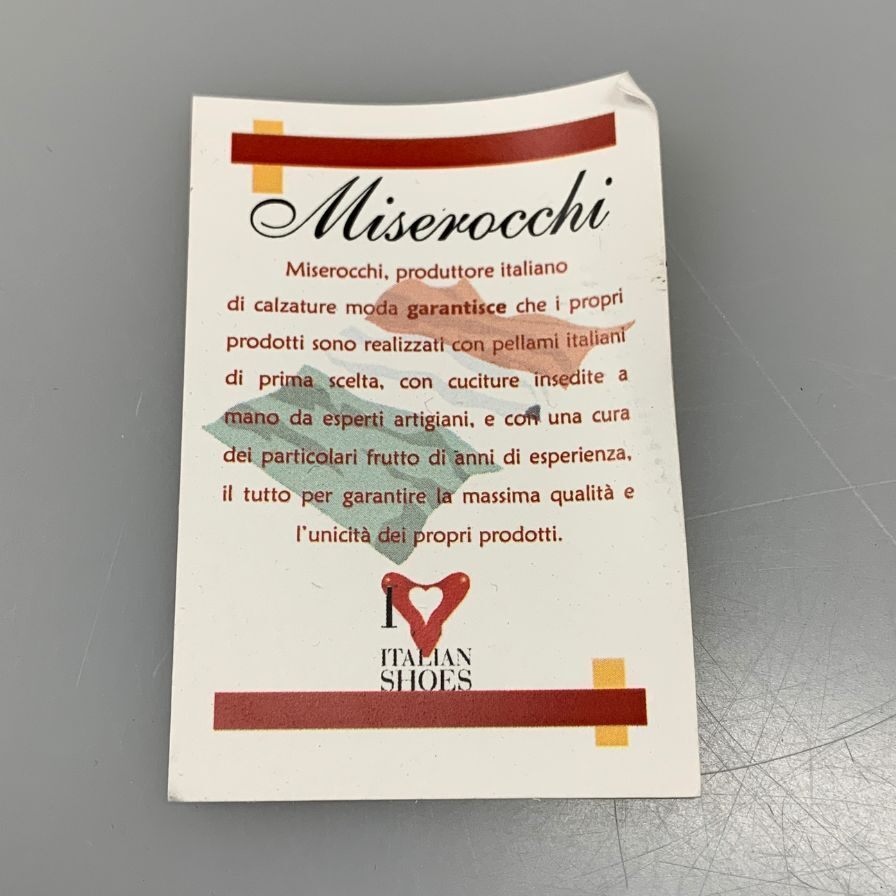 Miserocchi
Miserocchi, produttore italiano
di calzature moda garantisce che i propri
prodotti sono realizzati con pellami italiani
di prima scelta, con cuciture insedite a
mano da esperti artigiani, e con una cura
dei particolari frutto di anni di esperienza,
il tutto per garantire la massima qualità e
l'unicità dei propri prodotti.
I
ITALIAN
SHOES